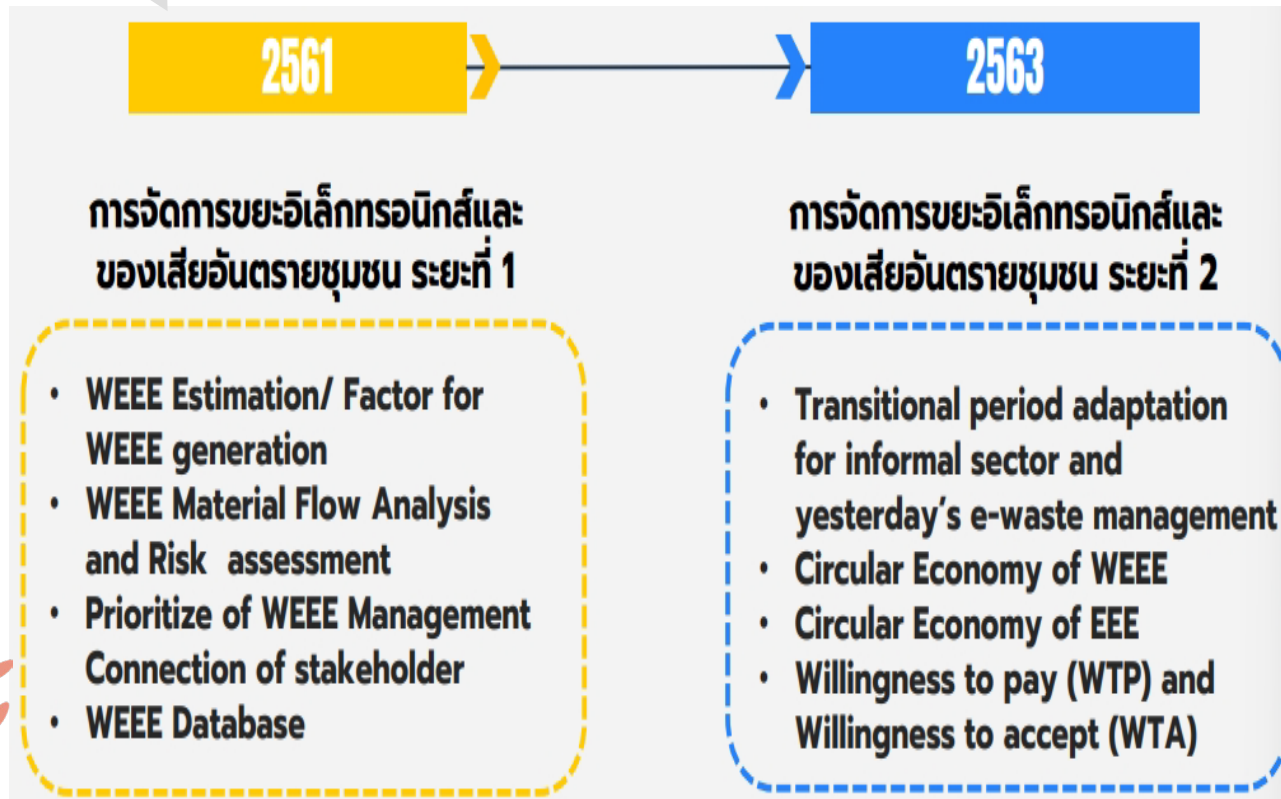 2561
2563
การจัดการขยะอิเล็กทรอนิกส์และ
ของเสียอันตรายชุมชน ระยะที่ 1
• WEEE Estimation/ Factor for
WEEE generation
• WEEE Material Flow Analysis
and Risk assessment
• Prioritize of WEEE Management
Connection of stakeholder
• WEEE Database
การจัดการขยะอิเล็กทรอนิกส์และ
ของเสียอันตรายชุมชน ระยะที่ 2
• Transitional period adaptation
for informal sector and
yesterday's e-waste management
• Circular Economy of WEEE
• Circular Economy of EEE
• Willingness to pay (WTP) and
Willingness to accept (WTA)